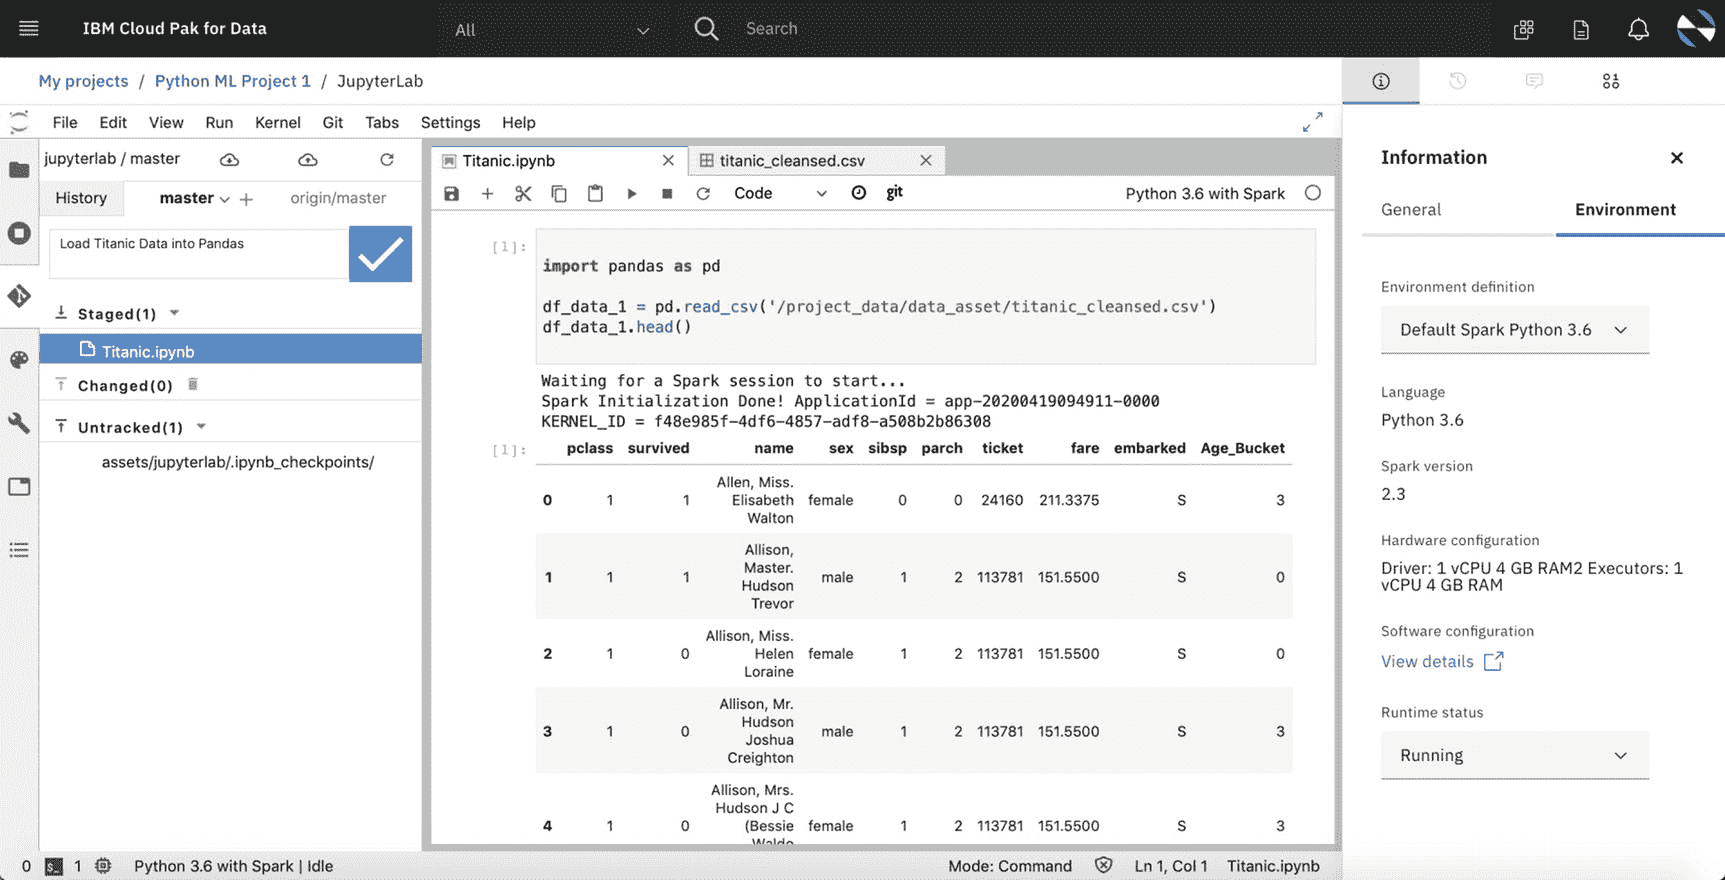 IBM Cloud Pak for Data
All
Search
My projects / Python ML Project 1 / JupyterLab
File Edit View Run Kernel Git Tabs Settings Help
jupyterlab / master
History master origin/master
Load Titanic Data into Pandas
Staged(1)
Titanic.ipynb
Changed(0)
Untracked(1)
assets/jupyterlab/.ipynb_checkpoints/
Titanic.ipynb titanic_cleansed.csv
Code git Python 3.6 with Spark
[1]:
import pandas as pd
df_data_1 = pd.read_csv('/project_data/data_asset/titanic_cleansed.csv')
df_data_1.head()
Waiting for a Spark session to start...
Spark Initialization Done! ApplicationId = app-20200419094911-0000
KERNEL_ID = f48e985f-4df6-4857-adf8-a508b2b86308
[1]: pclass survived name sex sibsp parch ticket fare embarked Age_Bucket
Allen, Miss.
0 1 1 Elisabeth female 0 0 24160 211.3375 S 3
Walton
Allison,
Master.
1 1 1 Hudson male 1 2 113781 151.5500 S 0
Trevor
Allison, Miss.
2 1 0 Helen female 1 2 113781 151.5500 S 0
Loraine
Allison, Mr.
Hudson
3 1 0 Joshua male 1 2 113781 151.5500 S 3
Creighton
Allison, Mrs.
Hudson J C
4 1 0 (Bessie female 1 2 113781 151.5500 S 3
Waldo
Information
General Environment
Environment definition
Default Spark Python 3.6
Language
Python 3.6
Spark version
2.3
Hardware configuration
Driver: 1 vCPU 4 GB RAM2 Executors: 1
vCPU 4 GB RAM
Software configuration
View details
Runtime status
Running
0 1 Python 3.6 with Spark | Idle Mode: Command Ln 1, Col 1 Titanic.ipynb